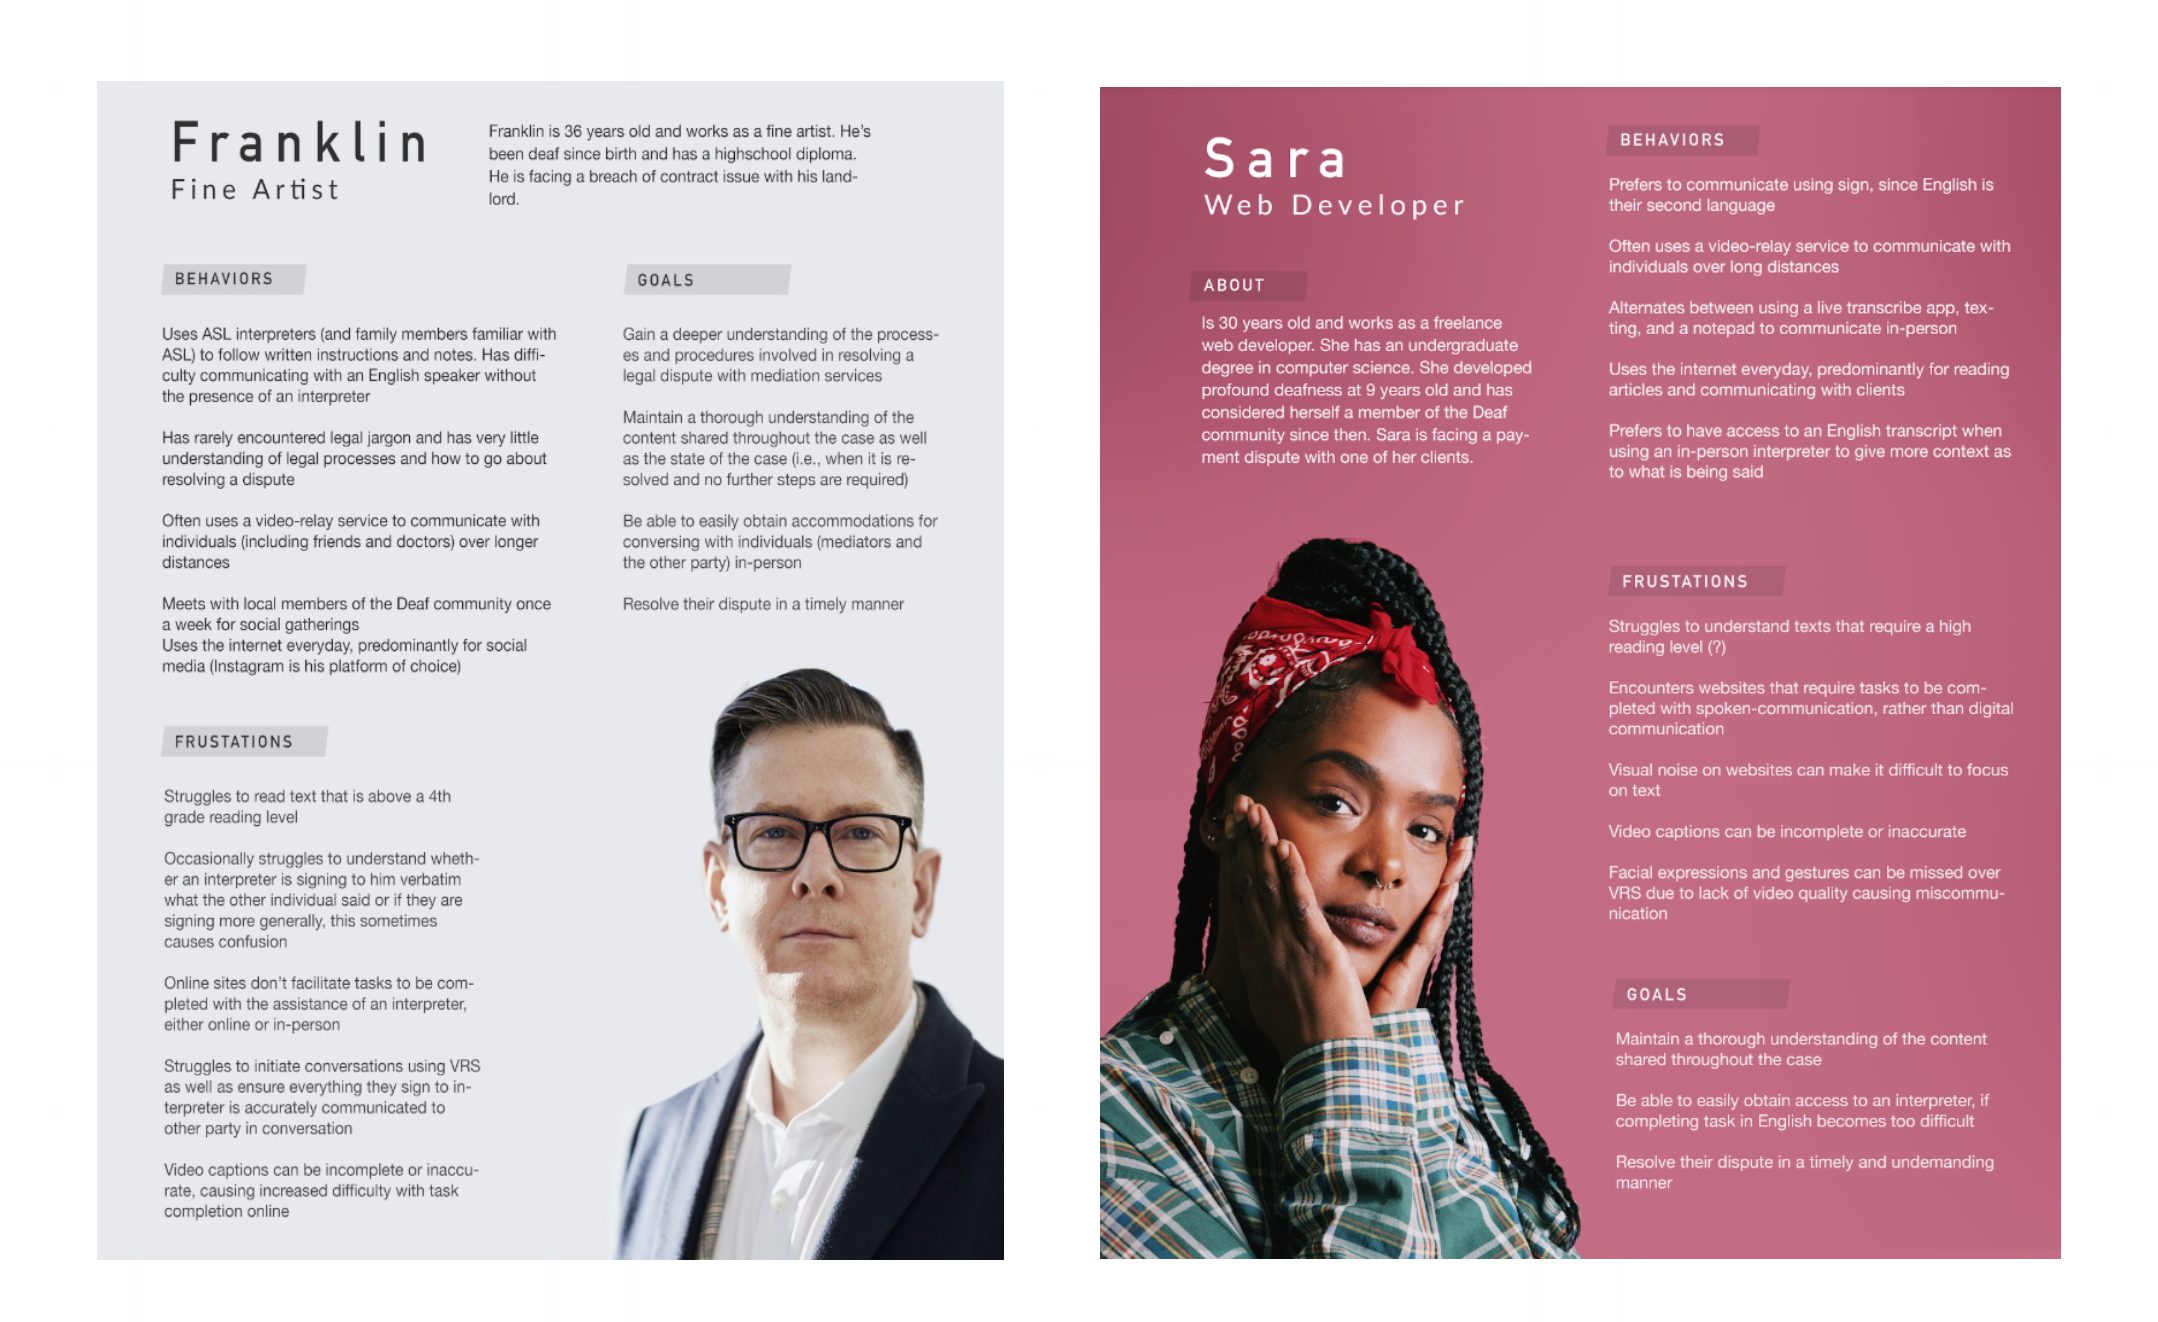 Franklin
Fine Artist
Franklin is 36 years old and works as a fine artist. He's
been deaf since birth and has a highschool diploma.
He is facing a breach of contract issue with his land-
lord.
BEHAVIORS
Uses ASL interpreters (and family members familiar with
ASL) to follow written instructions and notes. Has diffi-
culty communicating with an English speaker without
the presence of an interpreter
Has rarely encountered legal jargon and has very little
understanding of legal processes and how to go about
resolving a dispute
Often uses a video-relay service to communicate with
individuals (including friends and doctors) over longer
distances
Meets with local members of the Deaf community once
a week for social gatherings
Uses the internet everyday, predominantly for social
media (Instagram is his platform of choice)
FRUSTATIONS
Struggles to read text that is above a 4th
grade reading level
Occasionally struggles to understand wheth-
er an interpreter is signing to him verbatim
what the other individual said or if they are
signing more generally, this sometimes
causes confusion
Online sites don't facilitate tasks to be com-
pleted with the assistance of an interpreter,
either online or in-person
Struggles to initiate conversations using VRS
as well as ensure everything they sign to in-
terpreter is accurately communicated to
other party in conversation
Video captions can be incomplete or inaccu-
rate, causing increased difficulty with task
completion online
GOALS
Gain a deeper understanding of the process-
es and procedures involved in resolving a
legal dispute with mediation services
Maintain a thorough understanding of the
content shared throughout the case as well
as the state of the case (i.e., when it is re-
solved and no further steps are required)
Be able to easily obtain accommodations for
conversing with individuals (mediators and
the other party) in-person
Resolve their dispute in a timely manner
Sara
Web Developer
ABOUT
Is 30 years old and works as a freelance
web developer. She has an undergraduate
degree in computer science. She developed
profound deafness at 9 years old and has
considered herself a member of the Deaf
community since then. Sara is facing a pay-
ment dispute with one of her clients.
BEHAVIORS
Prefers to communicate using sign, since English is
their second language
Often uses a video-relay service to communicate with
individuals over long distances
Alternates between using a live transcribe app, tex-
ting, and a notepad to communicate in-person
Uses the internet everyday, predominantly for reading
articles and communicating with clients
Prefers to have access to an English transcript when
using an in-person interpreter to give more context as
to what is being said
FRUSTATIONS
Struggles to understand texts that require a high
reading level (?)
Encounters websites that require tasks to be com-
pleted with spoken-communication, rather than digital
communication
Visual noise on websites can make it difficult to focus
on text
Video captions can be incomplete or inaccurate
Facial expressions and gestures can be missed over
VRS due to lack of video quality causing miscommu-
nication
GOALS
Maintain a thorough understanding of the content
shared throughout the case
Be able to easily obtain access to an interpreter, if
completing task in English becomes too difficult
Resolve their dispute in a timely and undemanding
manner